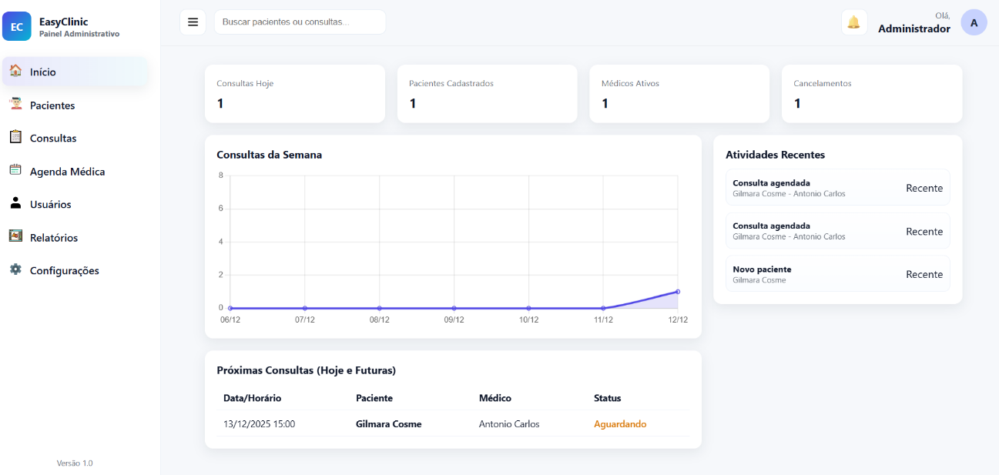 EC
EasyClinic
Painel Administrativo
Início
Pacientes
Consultas
Agenda Médica
Usuários
Relatórios
Configurações
Versão 1.0
Buscar pacientes ou consultas...
Olá,
Administrador
A
Consultas Hoje
1
Pacientes Cadastrados
1
Médicos Ativos
1
Cancelamentos
1
Consultas da Semana
8
6
4
2
0
06/12 07/12 08/12 09/12 10/12 11/12 12/12
Atividades Recentes
Consulta agendada
Gilmara Cosme - Antonio Carlos
Recente
Consulta agendada
Gilmara Cosme - Antonio Carlos
Recente
Novo paciente
Gilmara Cosme
Recente
Próximas Consultas (Hoje e Futuras)
Data/Horário Paciente Médico Status
13/12/2025 15:00 Gilmara Cosme Antonio Carlos Aguardando